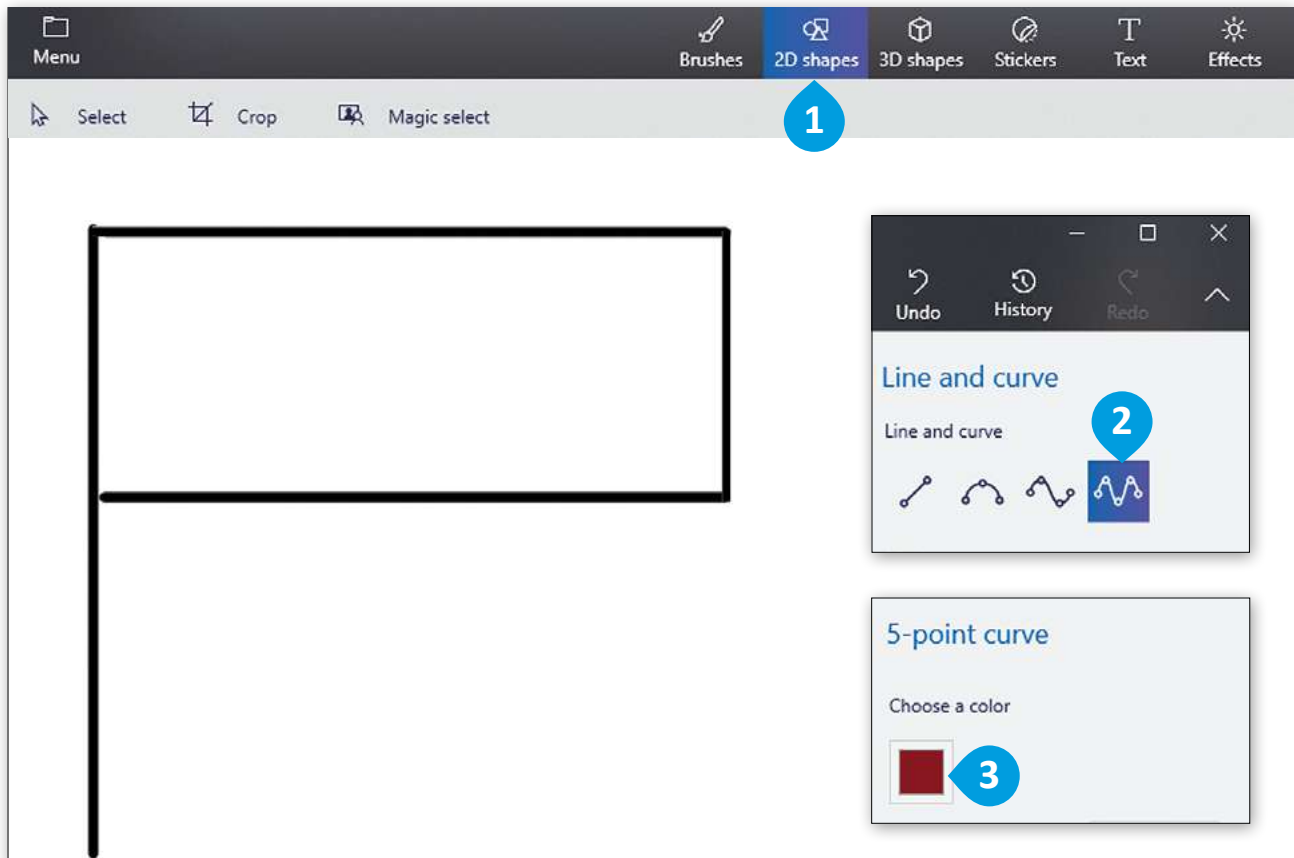 Menu
Brushes 2D shapes 3D shapes Stickers Text Effects
1
Select Crop Magic select
Undo History Redo
Line and curve
Line and curve
2
5-point curve
Choose a color
3